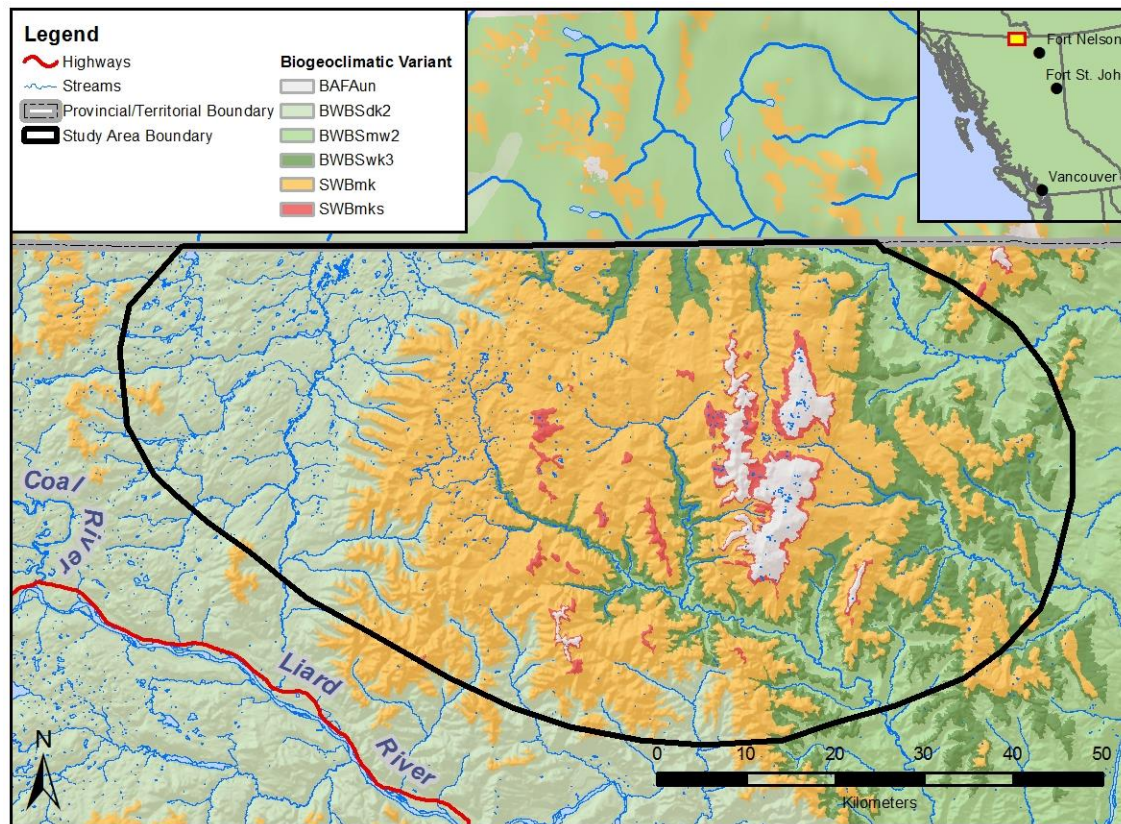 Legend
Highways
Streams
Provincial/Territorial Boundary
Study Area Boundary
Biogeoclimatic Variant
BAFAun
BWBSdk2
BWBSmw2
BWBSwk3
SWBmk
SWBmks
Fort Nelson
Fort St. Joh
Vancouver
Coal
River
Liard
River
N
0 10 20 30 40 50
Kilometers